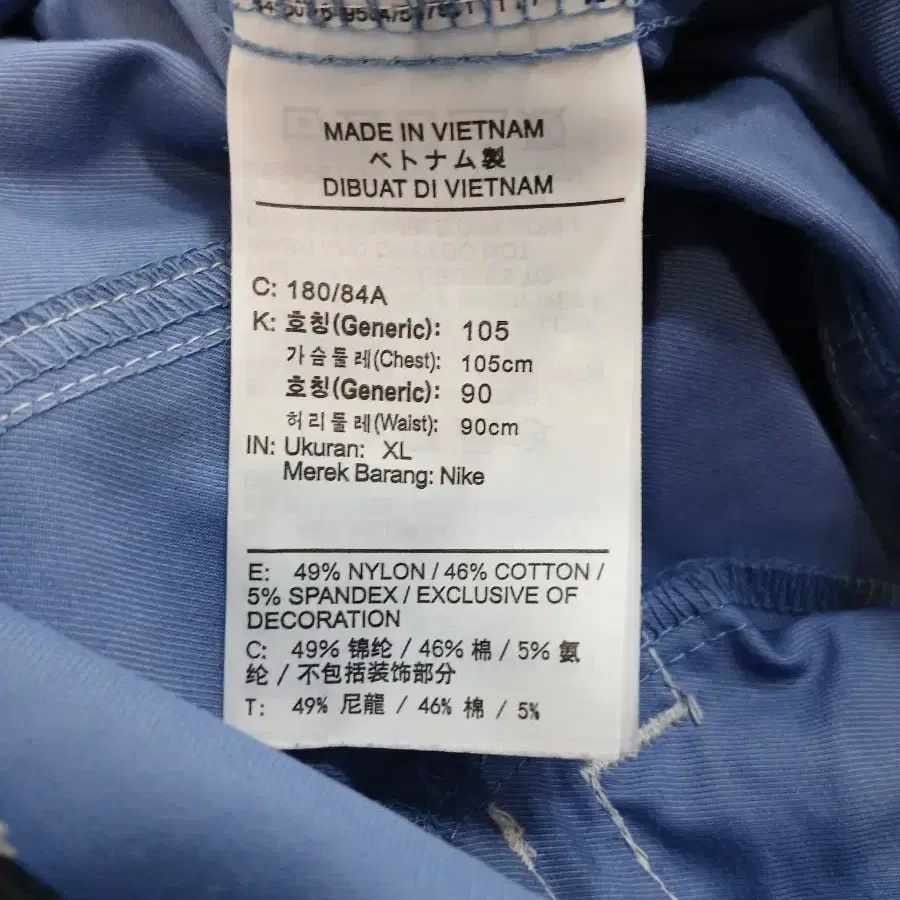 MADE IN VIETNAM
ベトナム製
DIBUAT DI VIETNAM
C: 180/84A
K: 호칭(Generic): 105
가슴둘레(Chest): 105cm
호칭(Generic): 90
허리둘레(Waist): 90cm
IN: Ukuran: XL
Merek Barang: Nike
E: 49% NYLON / 46% COTTON /
5% SPANDEX / EXCLUSIVE OF
DECORATION
C: 49% 锦纶 / 46% 棉 / 5% 氨
纶 / 不包括装饰部分
T: 49% 尼龍 / 46% 棉 / 5%